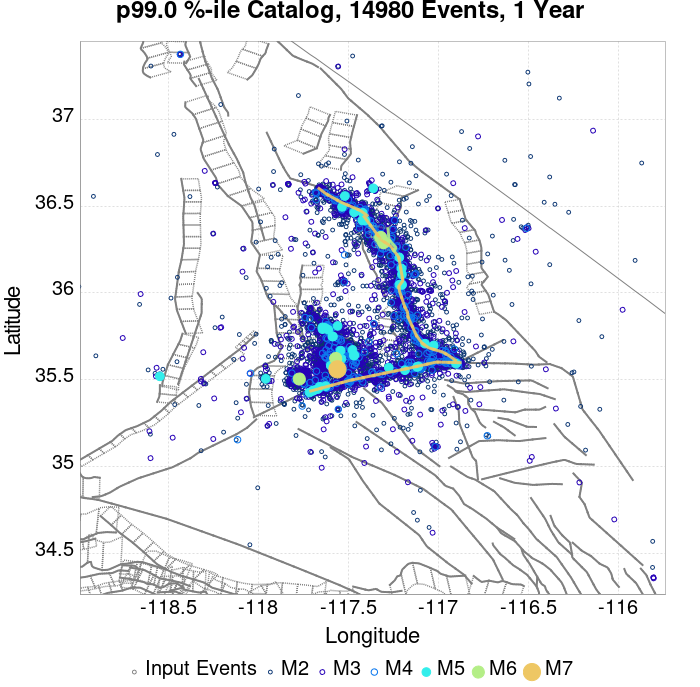 p99.0 %-ile Catalog, 14980 Events, 1 Year
37
36.5
36
35.5
35
34.5
Latitude
-118.5 -118 -117.5 -117 -116.5 -116
Longitude
Input Events M2 M3 M4 M5 M6 M7